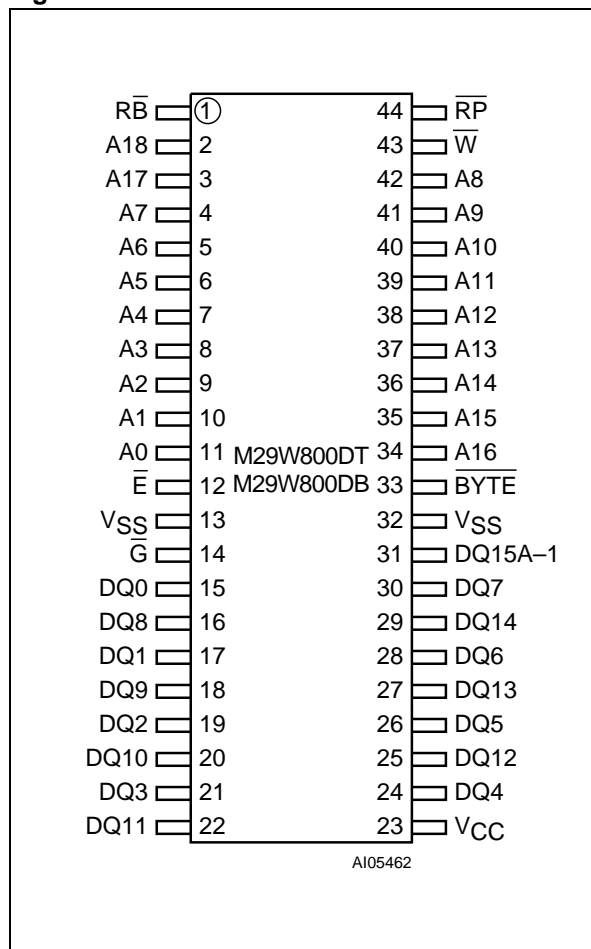 RB̅ 1 44 R̅P̅
A18 2 43 W̅
A17 3 42 A8
A7 4 41 A9
A6 5 40 A10
A5 6 39 A11
A4 7 38 A12
A3 8 37 A13
A2 9 36 A14
A1 10 35 A15
A0 11 M29W800DT 34 A16
E̅ 12 M29W800DB 33 B̅Y̅T̅E̅
VSS 13 32 VSS
G̅ 14 31 DQ15A–1
DQ0 15 30 DQ7
DQ8 16 29 DQ14
DQ1 17 28 DQ6
DQ9 18 27 DQ13
DQ2 19 26 DQ5
DQ10 20 25 DQ12
DQ3 21 24 DQ4
DQ11 22 23 VCC
AI05462